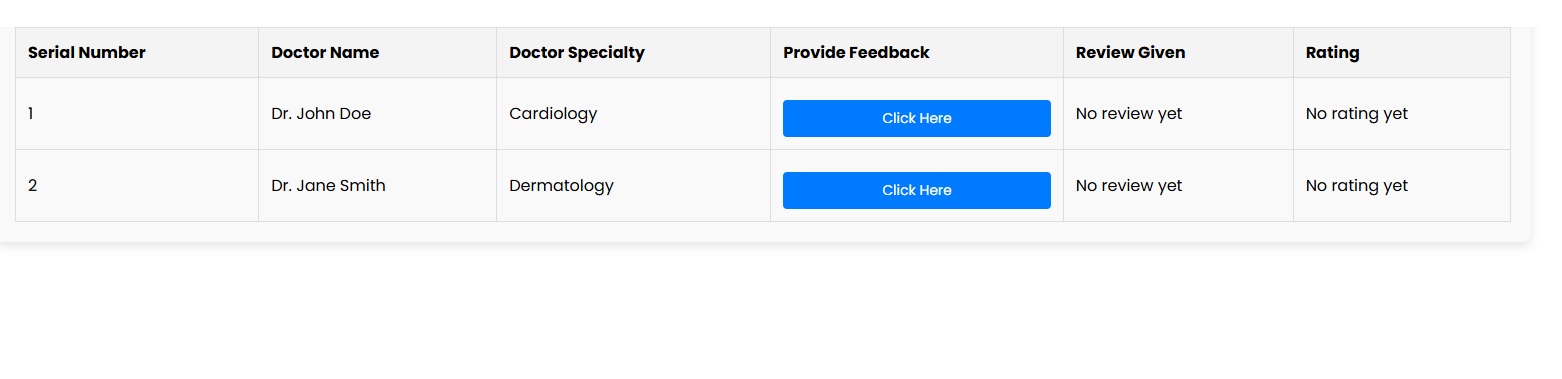 Serial Number Doctor Name Doctor Specialty Provide Feedback Review Given Rating
1 Dr. John Doe Cardiology Click Here No review yet No rating yet
2 Dr. Jane Smith Dermatology Click Here No review yet No rating yet